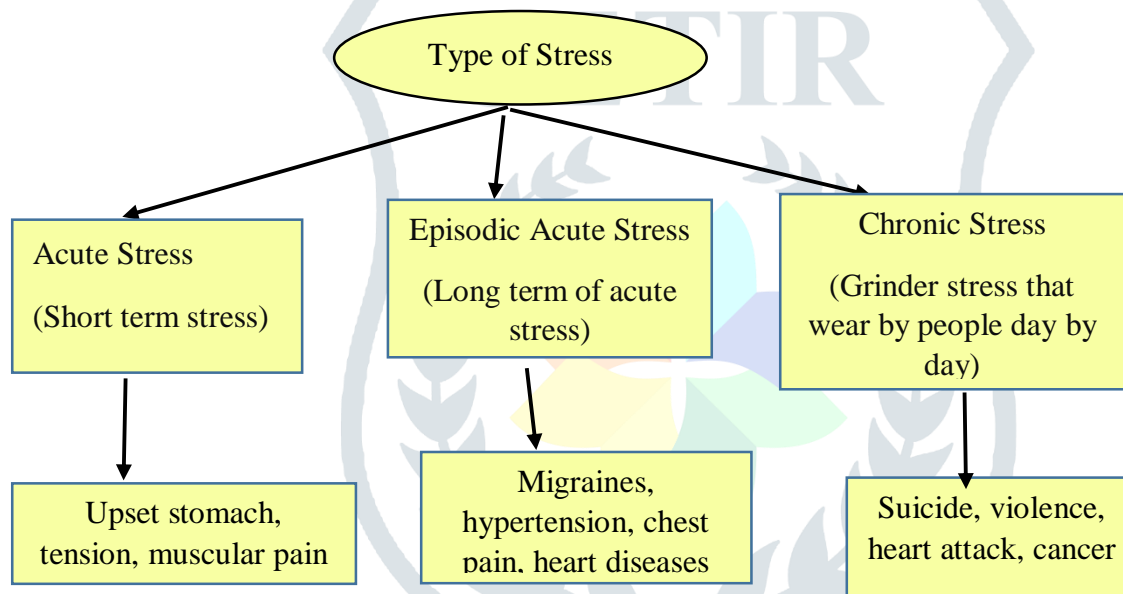 Type of Stress
Acute Stress
(Short term stress)
Episodic Acute Stress
(Long term of acute
stress)
Chronic Stress
(Grinder stress that
wear by people day by
day)
Upset stomach,
tension, muscular pain
Migraines,
hypertension, chest
pain, heart diseases
Suicide, violence,
heart attack, cancer